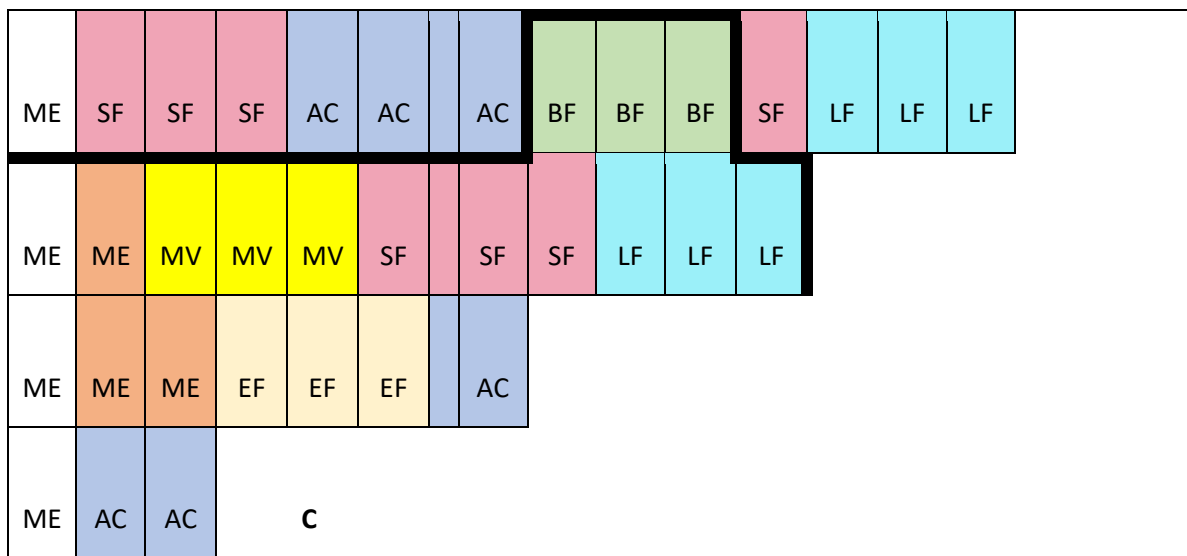 ME SF SF SF AC AC AC BF BF BF SF LF LF LF
ME ME MV MV MV SF SF SF LF LF LF
ME ME ME EF EF EF AC
ME AC AC C